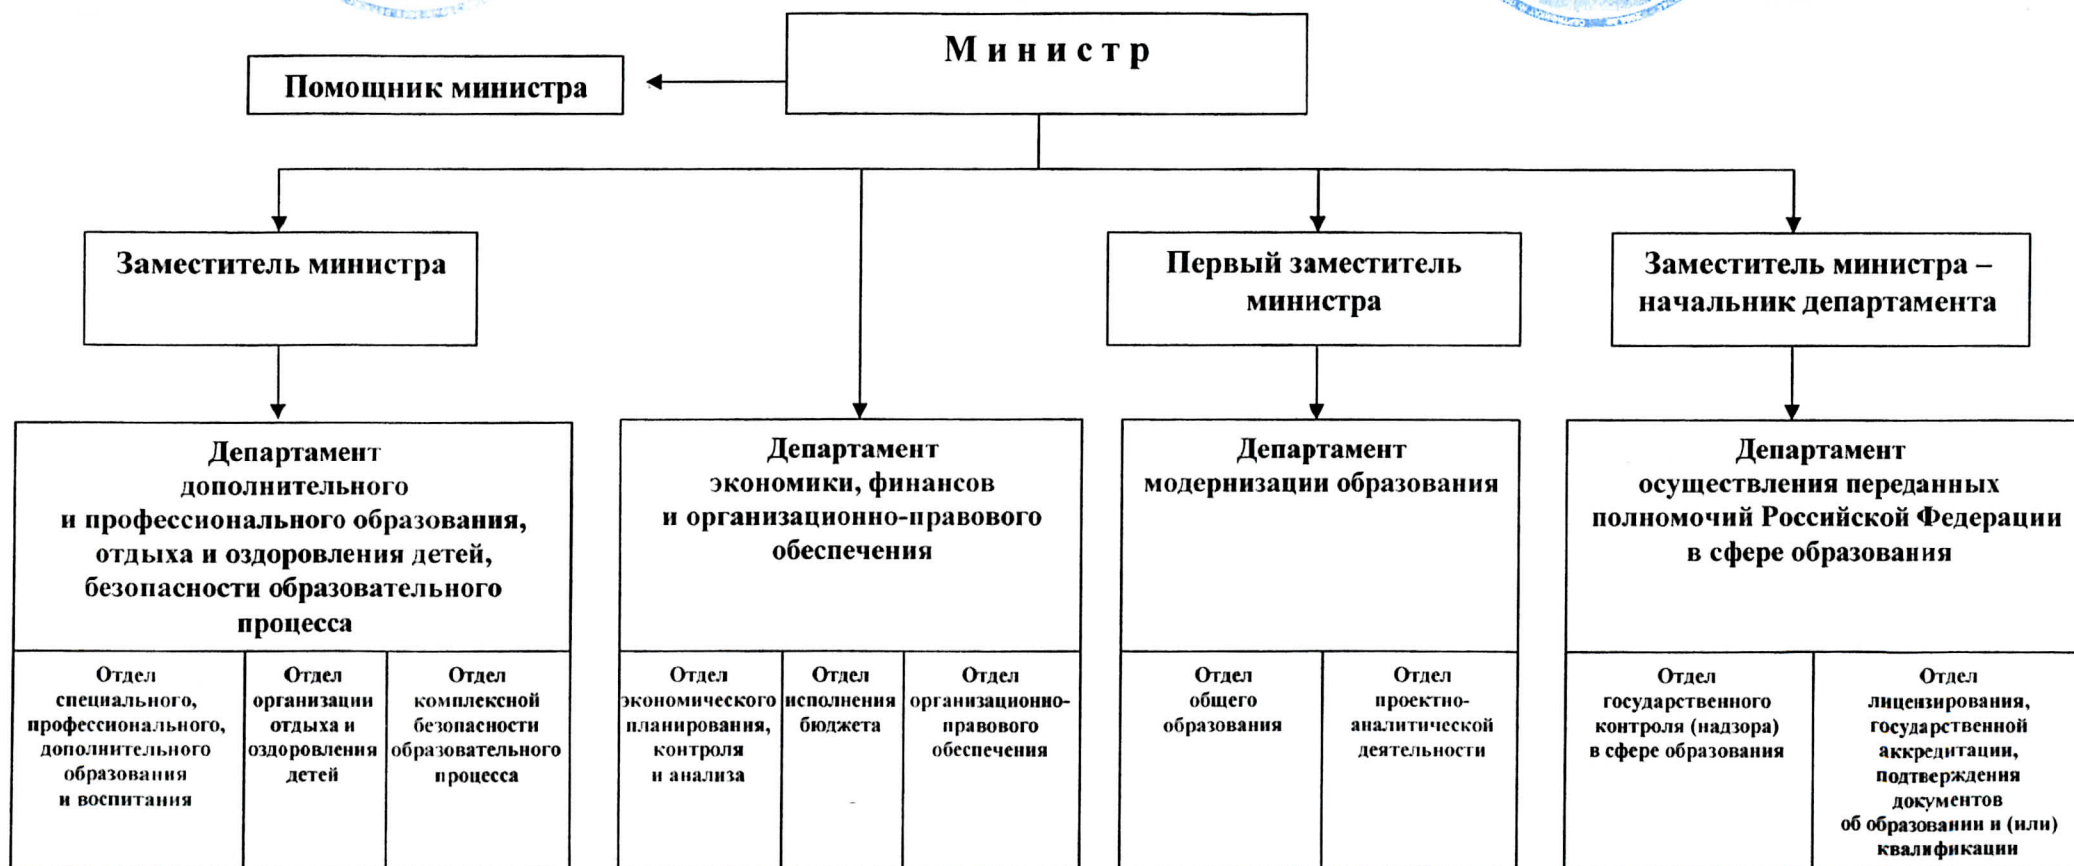 Министр
Помощник министра
Заместитель министра
Первый заместитель
министра
Заместитель министра –
начальник департамента
Департамент
дополнительного
и профессионального образования,
отдыха и оздоровления детей,
безопасности образовательного
процесса
Отдел
специального,
профессионального,
дополнительного
образования
и воспитания
Отдел
организации
отдыха и
оздоровления
детей
Отдел
комплексной
безопасности
образовательного
процесса
Департамент
экономики, финансов
и организационно-правового
обеспечения
Отдел
экономического
планирования,
контроля
и анализа
Отдел
исполнения
бюджета
Отдел
организационно-
правового
обеспечения
Департамент
модернизации образования
Отдел
общего
образования
Отдел
проектно-
аналитической
деятельности
Департамент
осуществления переданных
полномочий Российской Федерации
в сфере образования
Отдел
государственного
контроля (надзора)
в сфере образования
Отдел
лицензирования,
государственной
аккредитации,
подтверждения
документов
об образовании и (или)
квалификации